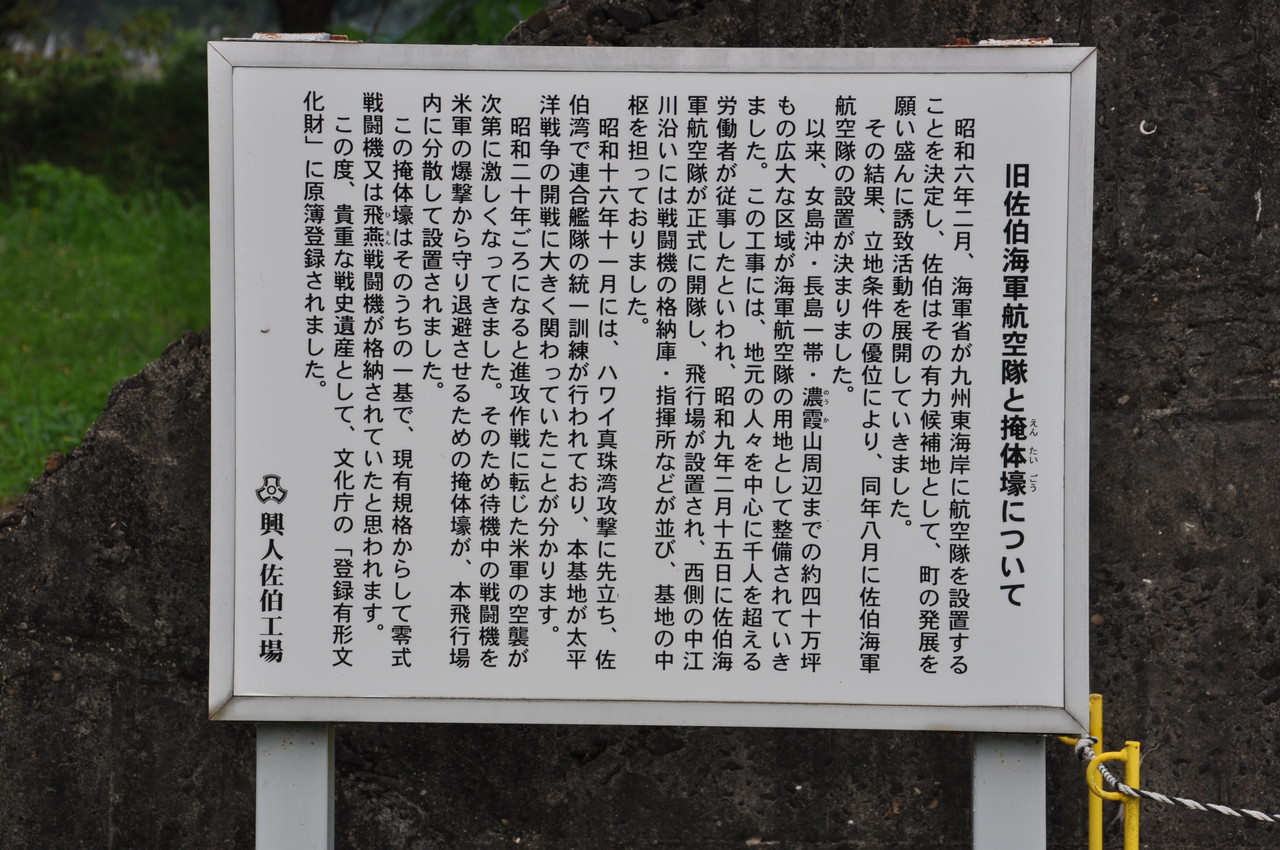 旧佐伯海軍航空隊と掩体壕について
えん たい ごう
昭和六年二月、海軍省が九州東海岸に航空隊を設置する
ことを決定し、佐伯はその有力候補地として、町の発展を
願い盛んに誘致活動を展開していきました。
その結果、立地条件の優位により、同年八月に佐伯海軍
航空隊の設置が決まりました。
以来、女島沖・長島一帯・濃霞山周辺までの約四十万坪
のう か
もの広大な区域が海軍航空隊の用地として整備されていき
ました。この工事には、地元の人々を中心に千人を超える
労働者が従事したといわれ、昭和九年二月十五日に佐伯海
軍航空隊が正式に開隊し、飛行場が設置され、西側の中江
川沿いには戦闘機の格納庫・指揮所などが並び、基地の中
枢を担っておりました。
昭和十六年十一月には、ハワイ真珠湾攻撃に先立ち、佐
伯湾で連合艦隊の統一訓練が行われており、本基地が太平
洋戦争の開戦に大きく関わっていたことが分かります。
昭和二十年ごろになると進攻作戦に転じた米軍の空襲が
次第に激しくなってきました。そのため待機中の戦闘機を
米軍の爆撃から守り退避させるための掩体壕が、本飛行場
内に分散して設置されました。
この掩体壕はそのうちの一基で、現有規格からして零式
戦闘機又は飛燕戦闘機が格納されていたと思われます。
ひ えん
この度、貴重な戦史遺産として、文化庁の「登録有形文
化財」に原簿登録されました。
興人佐伯工場